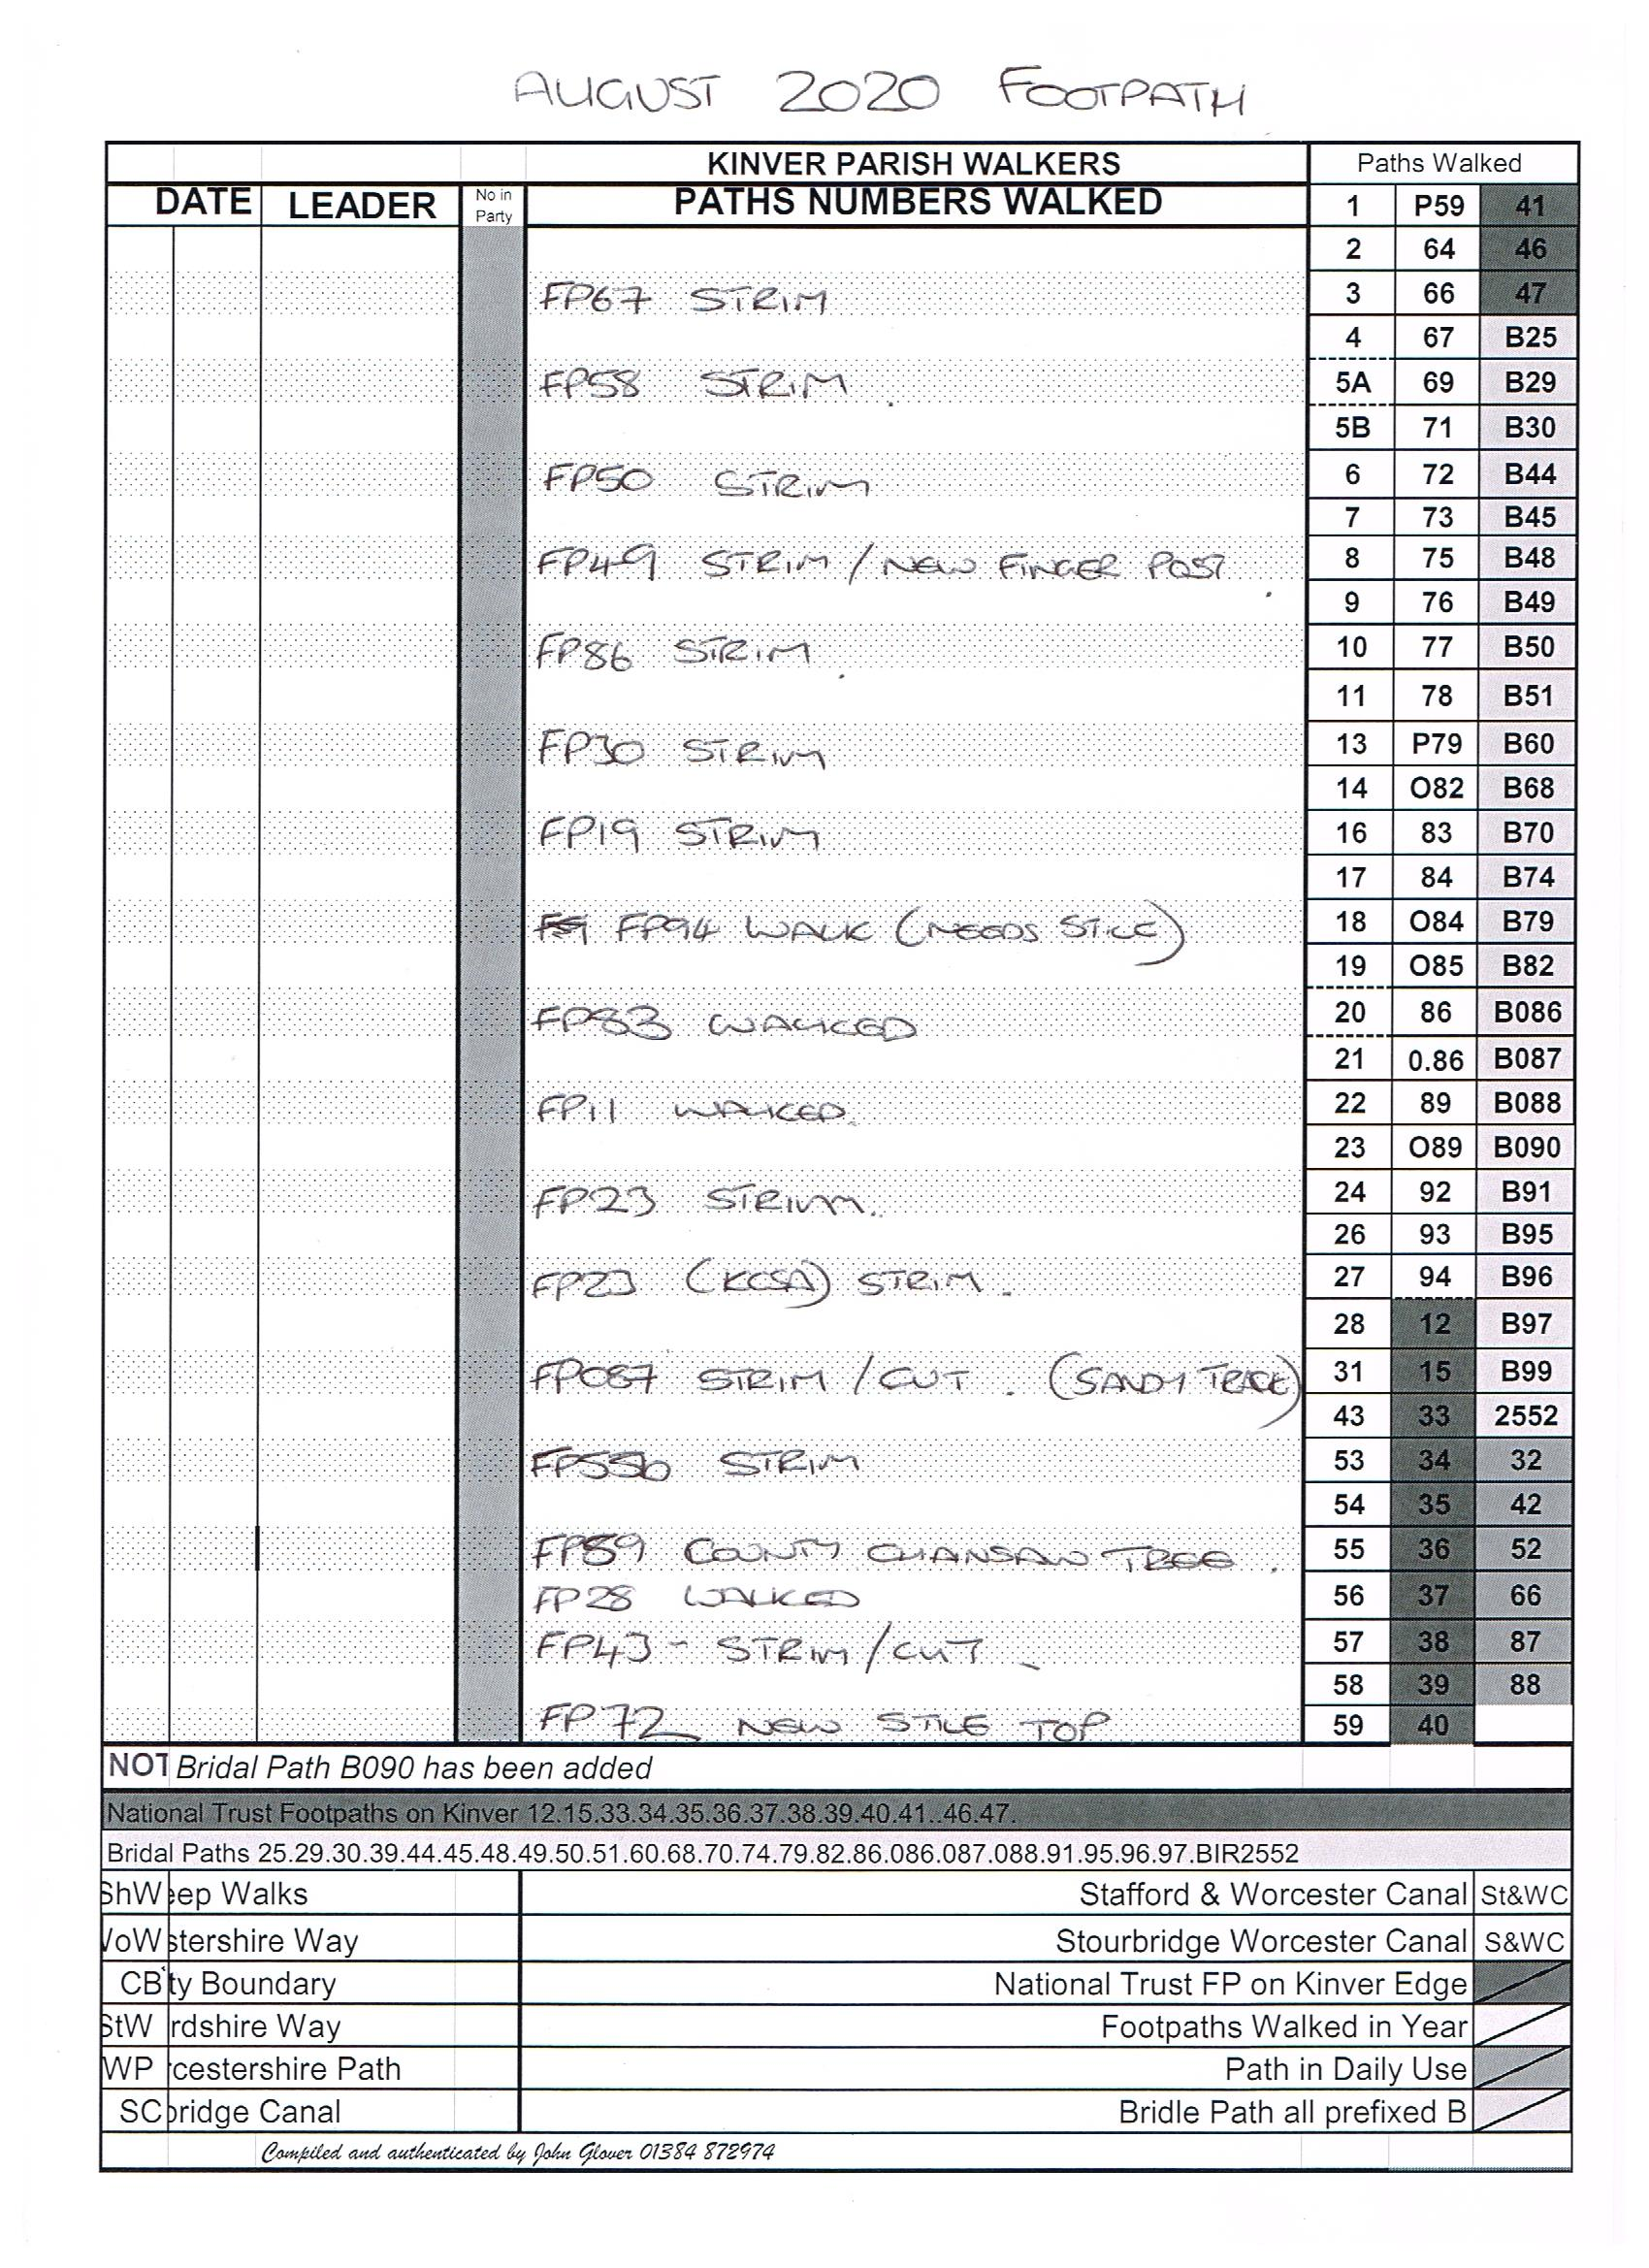 AUGUST 2020 FOOTPATH
KINVER PARISH WALKERS Paths Walked
DATE LEADER No in Party PATHS NUMBERS WALKED 1 P59 41
2 64 46
FP67 STRIM 3 66 47
4 67 B25
FP58 STRIM 5A 69 B29
5B 71 B30
FP50 STRIM 6 72 B44
7 73 B45
FP49 STRIM / NEW FINGER POST 8 75 B48
9 76 B49
FP86 STRIM 10 77 B50
11 78 B51
FP30 STRIM 13 P79 B60
14 O82 B68
FP19 STRIM 16 83 B70
17 84 B74
FP94 WALK (NEEDS STILE) 18 O84 B79
19 O85 B82
FP83 WALKED 20 86 B086
21 0.86 B087
FP11 WALKED 22 89 B088
23 O89 B090
FP23 STRIM. 24 92 B91
26 93 B95
FP23 (KCSA) STRIM. 27 94 B96
28 12 B97
FP087 STRIM / CUT. (SANDY TRACK) 31 15 B99
43 33 2552
FP55b STRIM 53 34 32
54 35 42
FP89 COUNTY CHANSAW TREE. 55 36 52
FP28 WALKED 56 37 66
FP43 - STRIM / CUT 57 38 87
58 39 88
FP72 NEW STILE TOP 59 40
NOT Bridal Path B090 has been added
National Trust Footpaths on Kinver 12.15.33.34.35.36.37.38.39.40.41..46.47.
Bridal Paths 25.29.30.39.44.45.48.49.50.51.60.68.70.74.79.82.86.086.087.088.91.95.96.97.BIR2552
ShW eep Walks Stafford & Worcester Canal St&WC
VoW stershire Way Stourbridge Worcester Canal S&WC
CB ty Boundary National Trust FP on Kinver Edge
StW rdshire Way Footpaths Walked in Year
WP cestershire Path Path in Daily Use
SC bridge Canal Bridle Path all prefixed B
Compiled and authenticated by John Glover 01384 872974